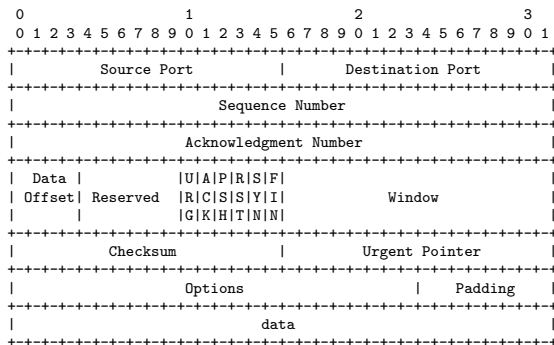 0                   1                   2                   3
 0 1 2 3 4 5 6 7 8 9 0 1 2 3 4 5 6 7 8 9 0 1 2 3 4 5 6 7 8 9 0 1
+-+-+-+-+-+-+-+-+-+-+-+-+-+-+-+-+-+-+-+-+-+-+-+-+-+-+-+-+-+-+-+-+
|          Source Port          |       Destination Port        |
+-+-+-+-+-+-+-+-+-+-+-+-+-+-+-+-+-+-+-+-+-+-+-+-+-+-+-+-+-+-+-+-+
|                        Sequence Number                        |
+-+-+-+-+-+-+-+-+-+-+-+-+-+-+-+-+-+-+-+-+-+-+-+-+-+-+-+-+-+-+-+-+
|                    Acknowledgment Number                      |
+-+-+-+-+-+-+-+-+-+-+-+-+-+-+-+-+-+-+-+-+-+-+-+-+-+-+-+-+-+-+-+-+
|  Data |           |U|A|P|R|S|F|                               |
| Offset| Reserved  |R|C|S|S|Y|I|            Window             |
|       |           |G|K|H|T|N|N|                               |
+-+-+-+-+-+-+-+-+-+-+-+-+-+-+-+-+-+-+-+-+-+-+-+-+-+-+-+-+-+-+-+-+
|           Checksum            |         Urgent Pointer        |
+-+-+-+-+-+-+-+-+-+-+-+-+-+-+-+-+-+-+-+-+-+-+-+-+-+-+-+-+-+-+-+-+
|                    Options                    |    Padding    |
+-+-+-+-+-+-+-+-+-+-+-+-+-+-+-+-+-+-+-+-+-+-+-+-+-+-+-+-+-+-+-+-+
|                             data                              |
+-+-+-+-+-+-+-+-+-+-+-+-+-+-+-+-+-+-+-+-+-+-+-+-+-+-+-+-+-+-+-+-+